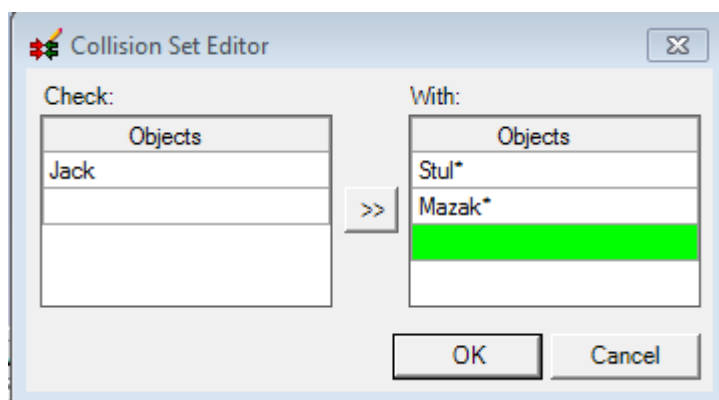 Collision Set Editor
Check:
With:
Objects
Objects
Jack
Stul*
>>
Mazak*
OK
Cancel